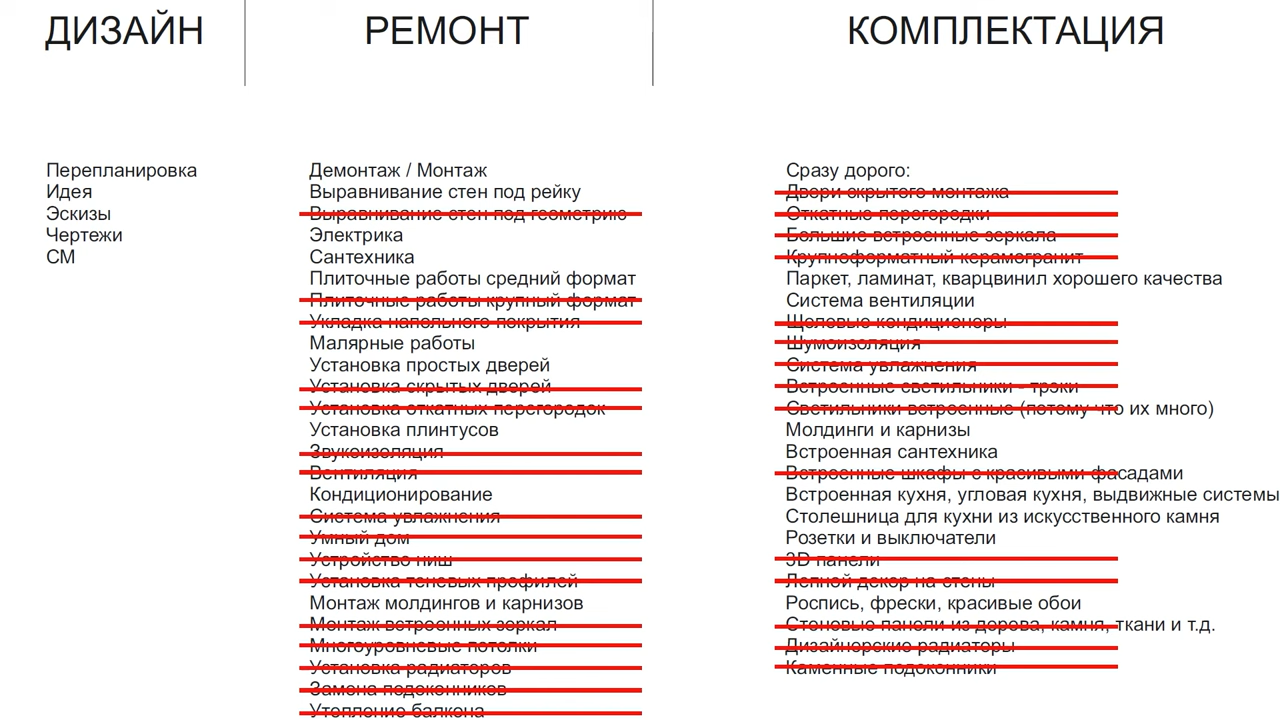 ДИЗАЙН
РЕМОНТ
КОМПЛЕКТАЦИЯ
Перепланировка
Идея
Эскизы
Чертежи
СМ
Демонтаж / Монтаж
Выравнивание стен под рейку
Выравнивание стен под геометрию
Электрика
Сантехника
Плиточные работы средний формат
Плиточные работы крупный формат
Укладка напольного покрытия
Малярные работы
Установка простых дверей
Установка скрытых дверей
Установка откатных перегородок
Установка плинтусов
Звукоизоляция
Вентиляция
Кондиционирование
Система увлажнения
Умный дом
Устройство ниш
Установка теневых профилей
Монтаж молдингов и карнизов
Монтаж встроенных зеркал
Многоуровневые потолки
Установка радиаторов
Замена подоконников
Утепление балкона
Сразу дорого:
Двери скрытого монтажа
Откатные перегородки
Большие встроенные зеркала
Крупноформатный керамогранит
Паркет, ламинат, кварцвинил хорошего качества
Система вентиляции
Щелевые кондиционеры
Шумоизоляция
Система увлажнения
Встроенные светильники - трэки
Светильники встроенные (потому что их много)
Молдинги и карнизы
Встроенная сантехника
Встроенные шкафы с красивыми фасадами
Встроенная кухня, угловая кухня, выдвижные системы
Столешница для кухни из искусственного камня
Розетки и выключатели
3D панели
Лепной декор на стены
Роспись, фрески, красивые обои
Стеновые панели из дерева, камня, ткани и т.д.
Дизайнерские радиаторы
Каменные подоконники